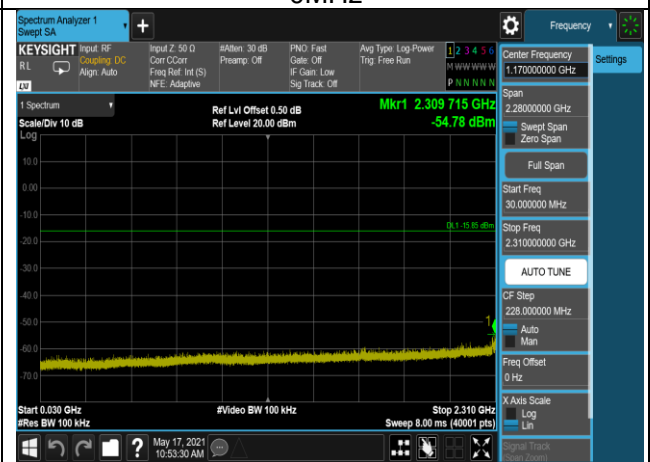 Spectrum Analyzer 1
Swept SA
Frequency
KEYSIGHT
RL
LXI
Input: RF
Coupling: DC
Align: Auto
Input Z: 50 Ω
Corr CCorr
Freq Ref: Int (S)
NFE: Adaptive
#Atten: 30 dB
Preamp: Off
PNO: Fast
Gate: Off
IF Gain: Low
Sig Track: Off
Avg Type: Log-Power
Trig: Free Run
1 2 3 4 5 6
M W W W W W
P N N N N N
1 Spectrum
Scale/Div 10 dB
Ref Lvl Offset 0.50 dB
Ref Level 20.00 dBm
Mkr1 2.309 715 GHz
-54.78 dBm
Log
10.0
0.00
-10.0
DL1 -15.85 dBm
-20.0
-30.0
-40.0
-50.0
1
-60.0
-70.0
Start 0.030 GHz
#Res BW 100 kHz
#Video BW 100 kHz
Stop 2.310 GHz
Sweep 8.00 ms (40001 pts)
May 17, 2021
10:53:30 AM
Center Frequency
1.170000000 GHz
Span
2.28000000 GHz
Swept Span
Zero Span
Full Span
Start Freq
30.000000 MHz
Stop Freq
2.310000000 GHz
AUTO TUNE
CF Step
228.000000 MHz
Auto
Man
Freq Offset
0 Hz
X Axis Scale
Log
Lin
Signal Track
(Span Zoom)
Settings